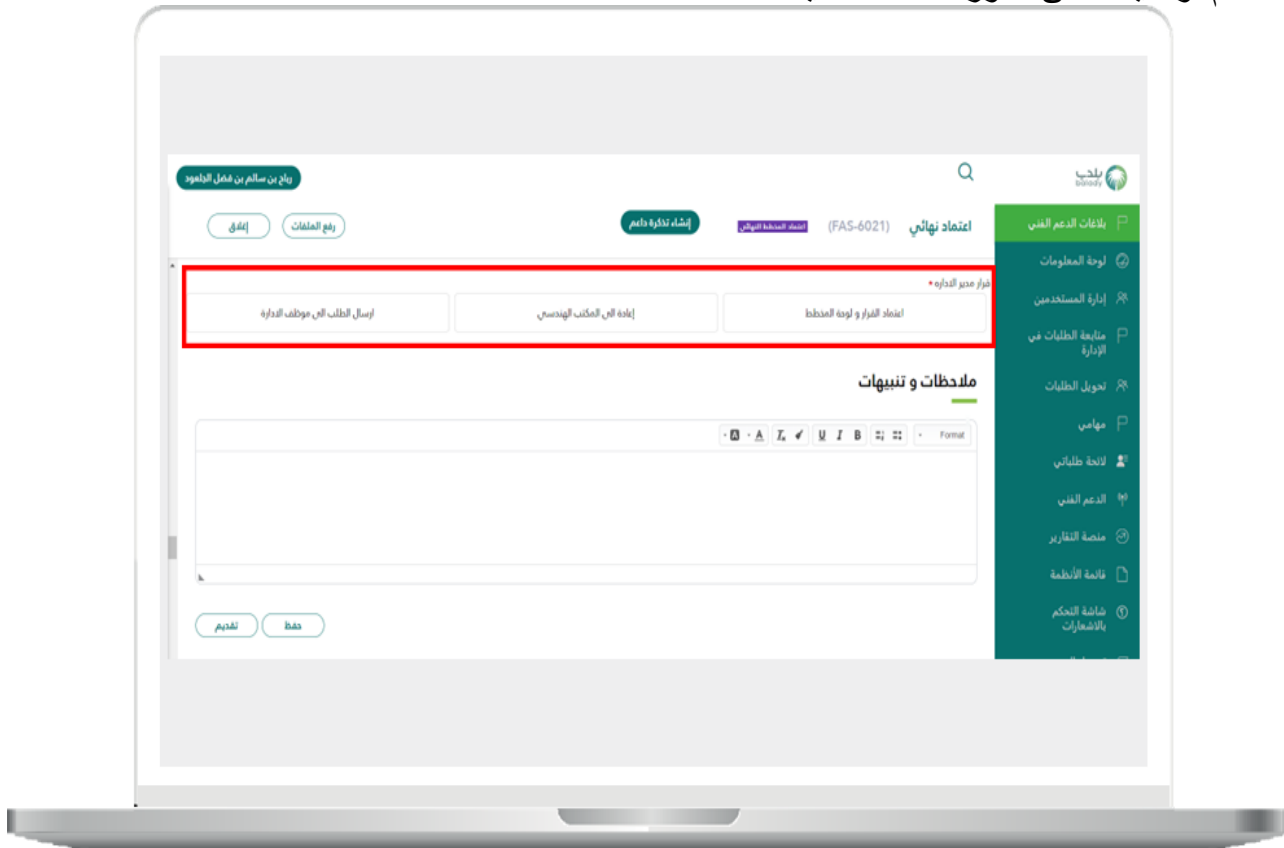 بلدي
balady
رباح بن سالم بن فضل الجلعود
اعتماد نهائي (FAS-6021) اعتماد المخطط النهائي إنشاء تذكرة داعم رفع الملفات إغلاق
قرار مدير الاداره *
اعتماد القرار و لوحة المخطط إعادة الى المكتب الهندسي ارسال الطلب الى موظف الادارة
ملاحظات و تنبيهات
Format
حفظ تقديم
بلاغات الدعم الفني
لوحة المعلومات
إدارة المستخدمين
متابعة الطلبات في
الإدارة
تحويل الطلبات
مهامي
لائحة طلباتي
الدعم الفني
منصة التقارير
قائمة الأنظمة
شاشة التحكم
بالاشعارات